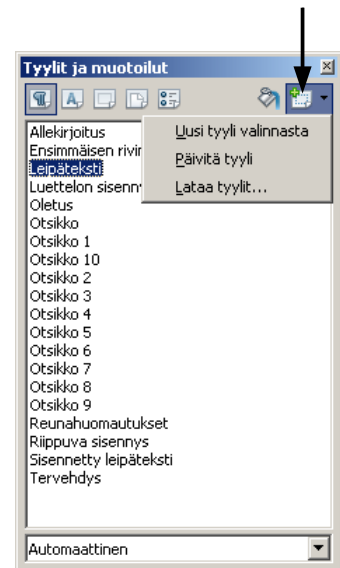 Tyylit ja muotoilut
Uusi tyyli valinnasta
Päivitä tyyli
Lataa tyylit...
Allekirjoitus
Ensimmäisen
Leipäteksti
Luettelon
Oletus
Otsikko
Otsikko 1
Otsikko 10
Otsikko 2
Otsikko 3
Otsikko 4
Otsikko 5
Otsikko 6
Otsikko 7
Otsikko 8
Otsikko 9
Reunahuomautukset
Riippuva sisennys
Sisennetty leipäteksti
Tervehdys
Automaattinen